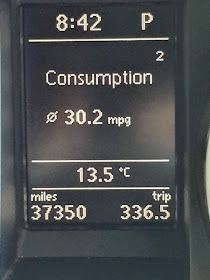 8:42 P
2
Consumption
ø 30.2 mpg
13.5 °C
miles trip
37350 336.5